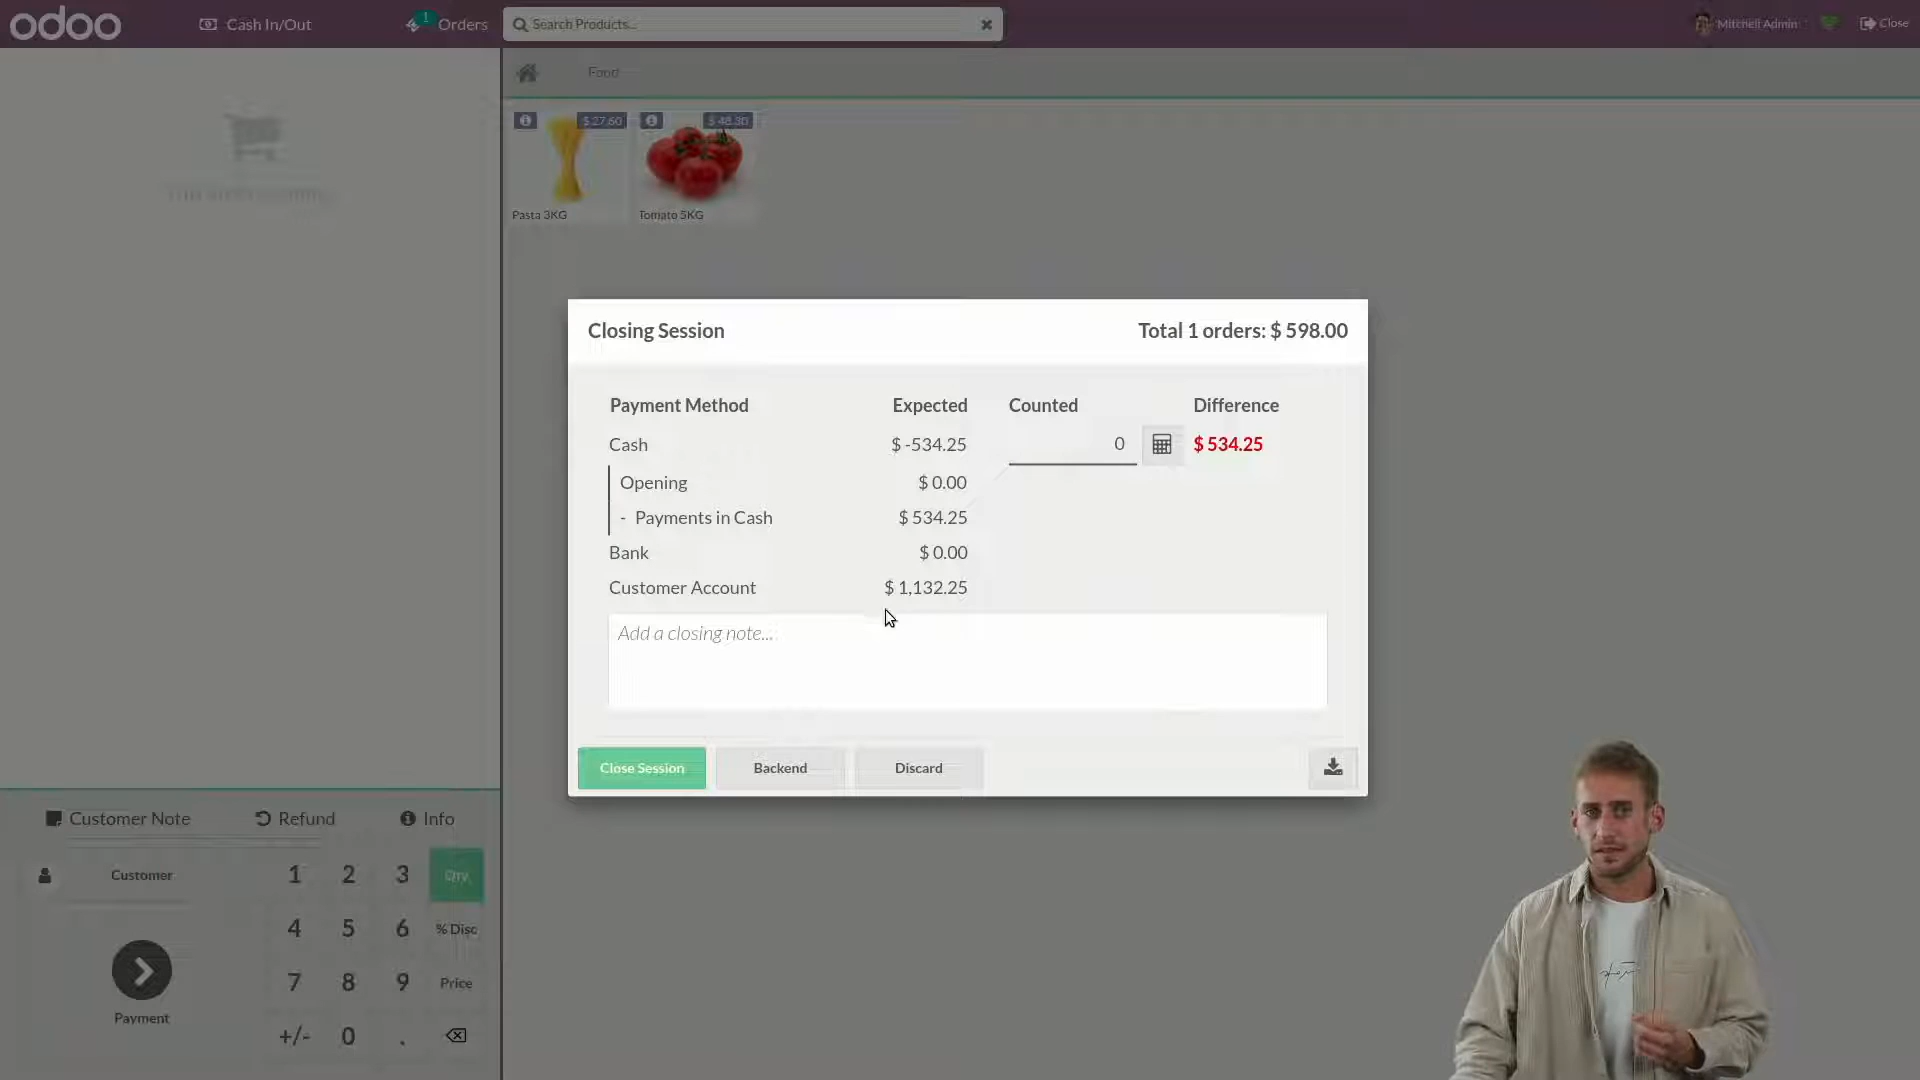 odoo
Cash In/Out
1
Orders
Search Products...
Mitchell Admin
Close
Food
$ 27.60
$ 48.30
Pasta 3KG
Tomato 5KG
Closing Session
Total 1 orders: $ 598.00
Payment Method
Expected
Counted
Difference
Cash
$ -534.25
0
$ 534.25
Opening
$ 0.00
- Payments in Cash
$ 534.25
Bank
$ 0.00
Customer Account
$ 1,132.25
Add a closing note...
Close Session
Backend
Discard
Customer Note
Refund
Info
Customer
1
2
3
Qty
4
5
6
% Disc
7
8
9
Price
Payment
+/-
0
.